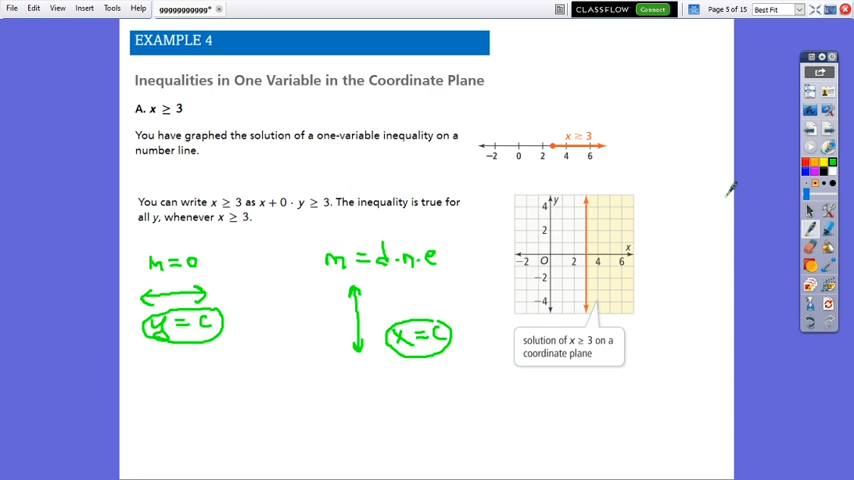 File Edit View Insert Tools Help
99999999999*
CLASSFLOW Connect
Page 5 of 15
Best Fit
EXAMPLE 4
Inequalities in One Variable in the Coordinate Plane
A. x ≥ 3
You have graphed the solution of a one-variable inequality on a
number line.
x ≥ 3
−2 0 2 4 6
You can write x ≥ 3 as x + 0 · y ≥ 3. The inequality is true for
all y, whenever x ≥ 3.
m = 0
y = c
m = d.n.e
x = c
y
4
2
x
−2 O 2 4 6
−2
−4
solution of x ≥ 3 on a
coordinate plane